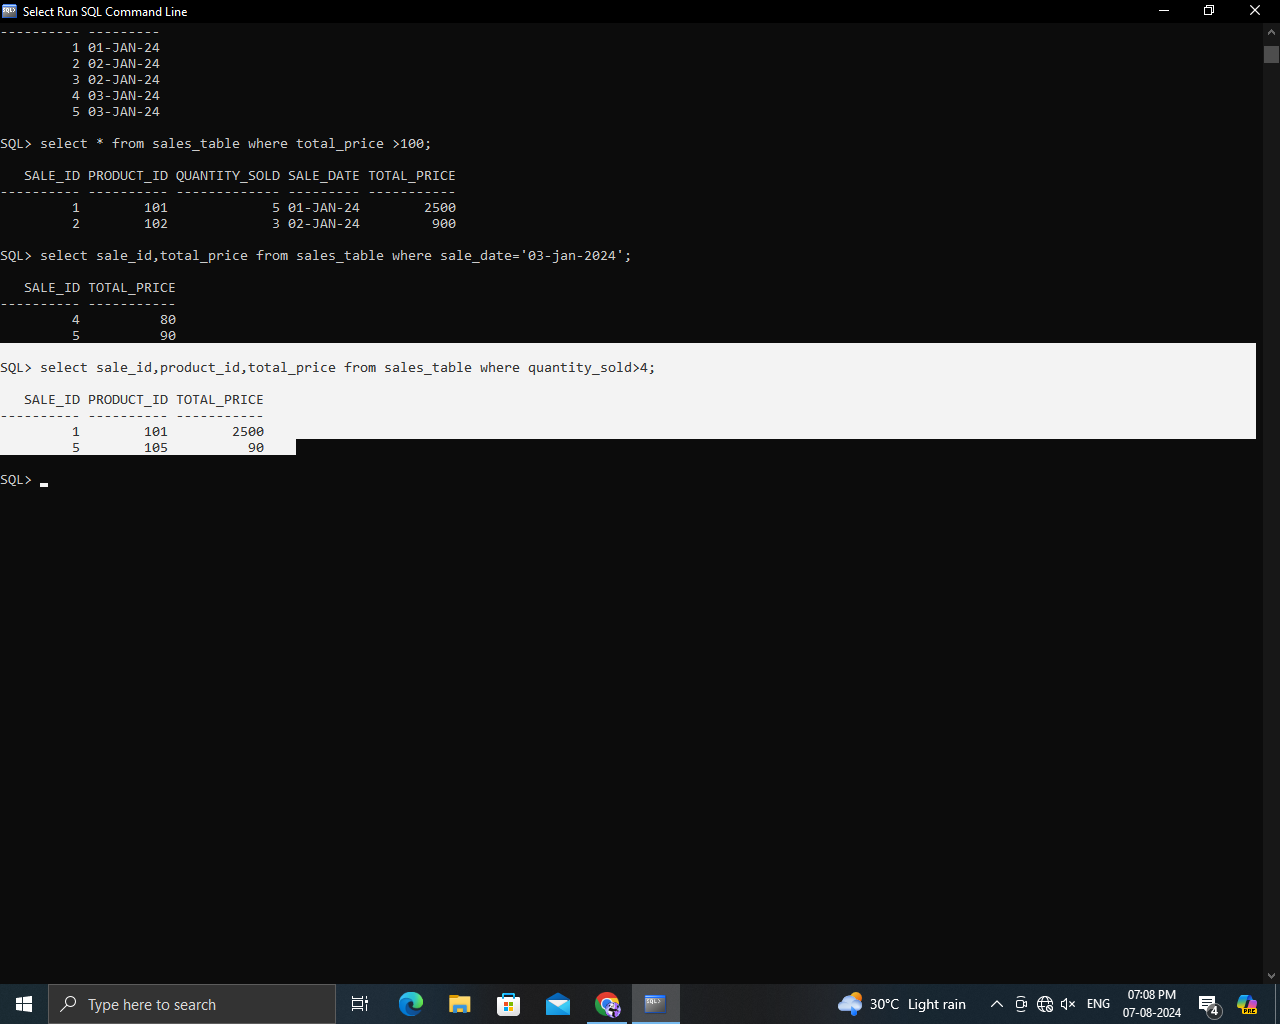 Select Run SQL Command Line
---------- ---------
         1 01-JAN-24
         2 02-JAN-24
         3 02-JAN-24
         4 03-JAN-24
         5 03-JAN-24
SQL> select * from sales_table where total_price >100;
   SALE_ID PRODUCT_ID QUANTITY_SOLD SALE_DATE TOTAL_PRICE
---------- ---------- ------------- --------- -----------
         1        101             5 01-JAN-24        2500
         2        102             3 02-JAN-24         900
SQL> select sale_id,total_price from sales_table where sale_date='03-jan-2024';
   SALE_ID TOTAL_PRICE
---------- -----------
         4          80
         5          90
SQL> select sale_id,product_id,total_price from sales_table where quantity_sold>4;
   SALE_ID PRODUCT_ID TOTAL_PRICE
---------- ---------- -----------
         1        101        2500
         5        105          90
SQL>
Type here to search
30°C Light rain
ENG
07:08 PM
07-08-2024
4
PRE